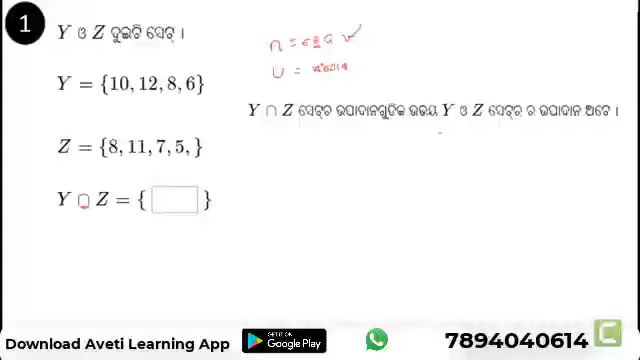 1
Y ଓ Z ଦୁଇଟି ସେଟ୍ ।
Y = {10, 12, 8, 6}
Z = {8, 11, 7, 5, }
Y ∩ Z = { }
∩ = ଛେଦ
∪ =
Y ∩ Z ସେଟ୍‌ର ଉପାଦାନଗୁଡିକ ଉଭୟ Y ଓ Z ସେଟ୍‌ର ର ଉପାଦାନ ଅଟେ ।
Download Aveti Learning App
GET IT ON
Google Play
7894040614